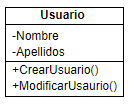 Usuario
-Nombre
-Apellidos
+CrearUsuario()
+ModificarUsaurio()